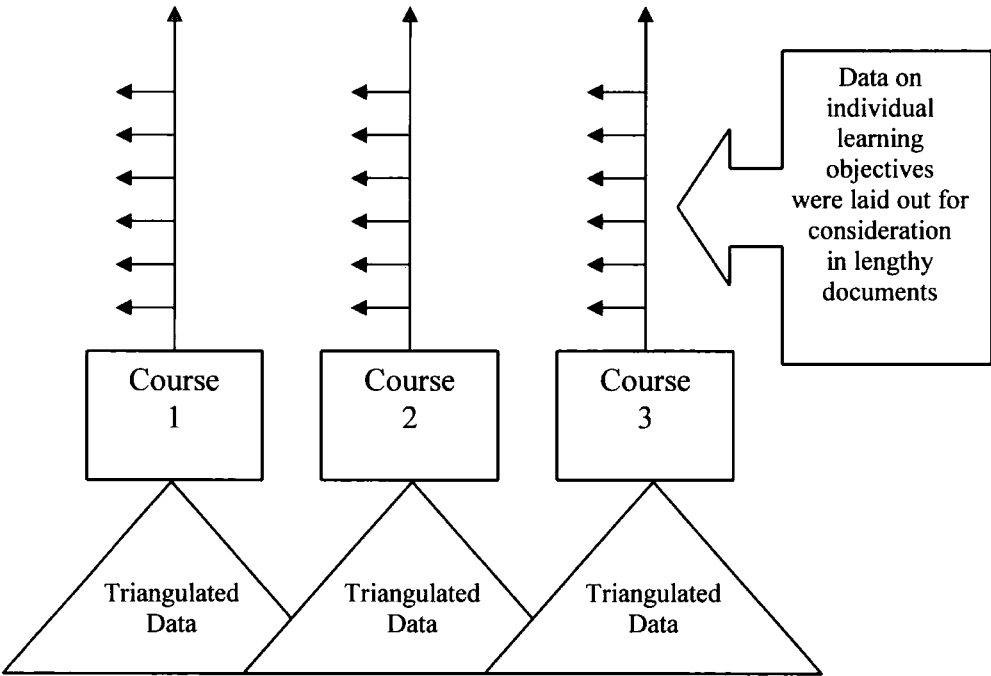 Data on
individual
learning
objectives
were laid out for
consideration
in lengthy
documents
Course
1
Course
2
Course
3
Triangulated
Data
Triangulated
Data
Triangulated
Data